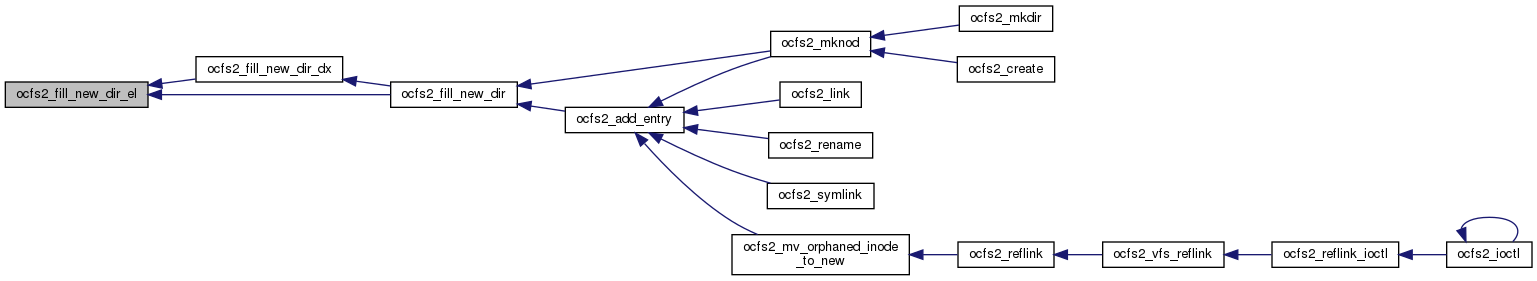 ocfs2_fill_new_dir_el
ocfs2_fill_new_dir_dx
ocfs2_fill_new_dir
ocfs2_mknod
ocfs2_mkdir
ocfs2_create
ocfs2_add_entry
ocfs2_link
ocfs2_rename
ocfs2_symlink
ocfs2_mv_orphaned_inode
_to_new
ocfs2_reflink
ocfs2_vfs_reflink
ocfs2_reflink_ioctl
ocfs2_ioctl